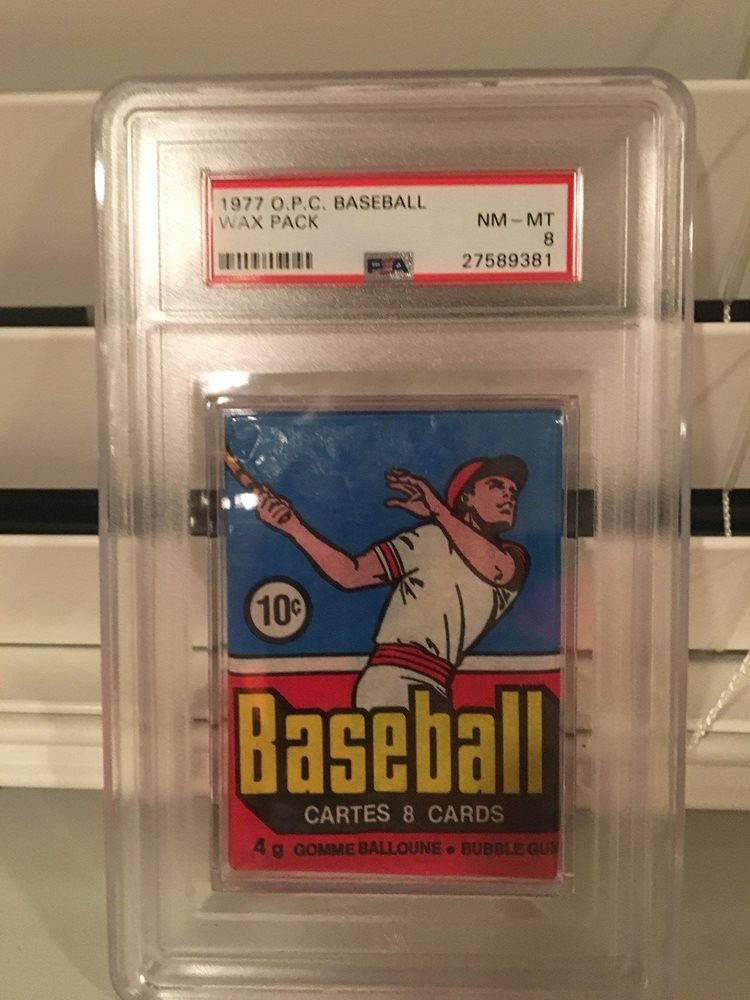 1977 O.P.C. BASEBALL
WAX PACK
NM - MT
8
PSA
27589381
10¢
Baseball
CARTES 8 CARDS
4 g GOMME BALLOUNE • BUBBLE GUM